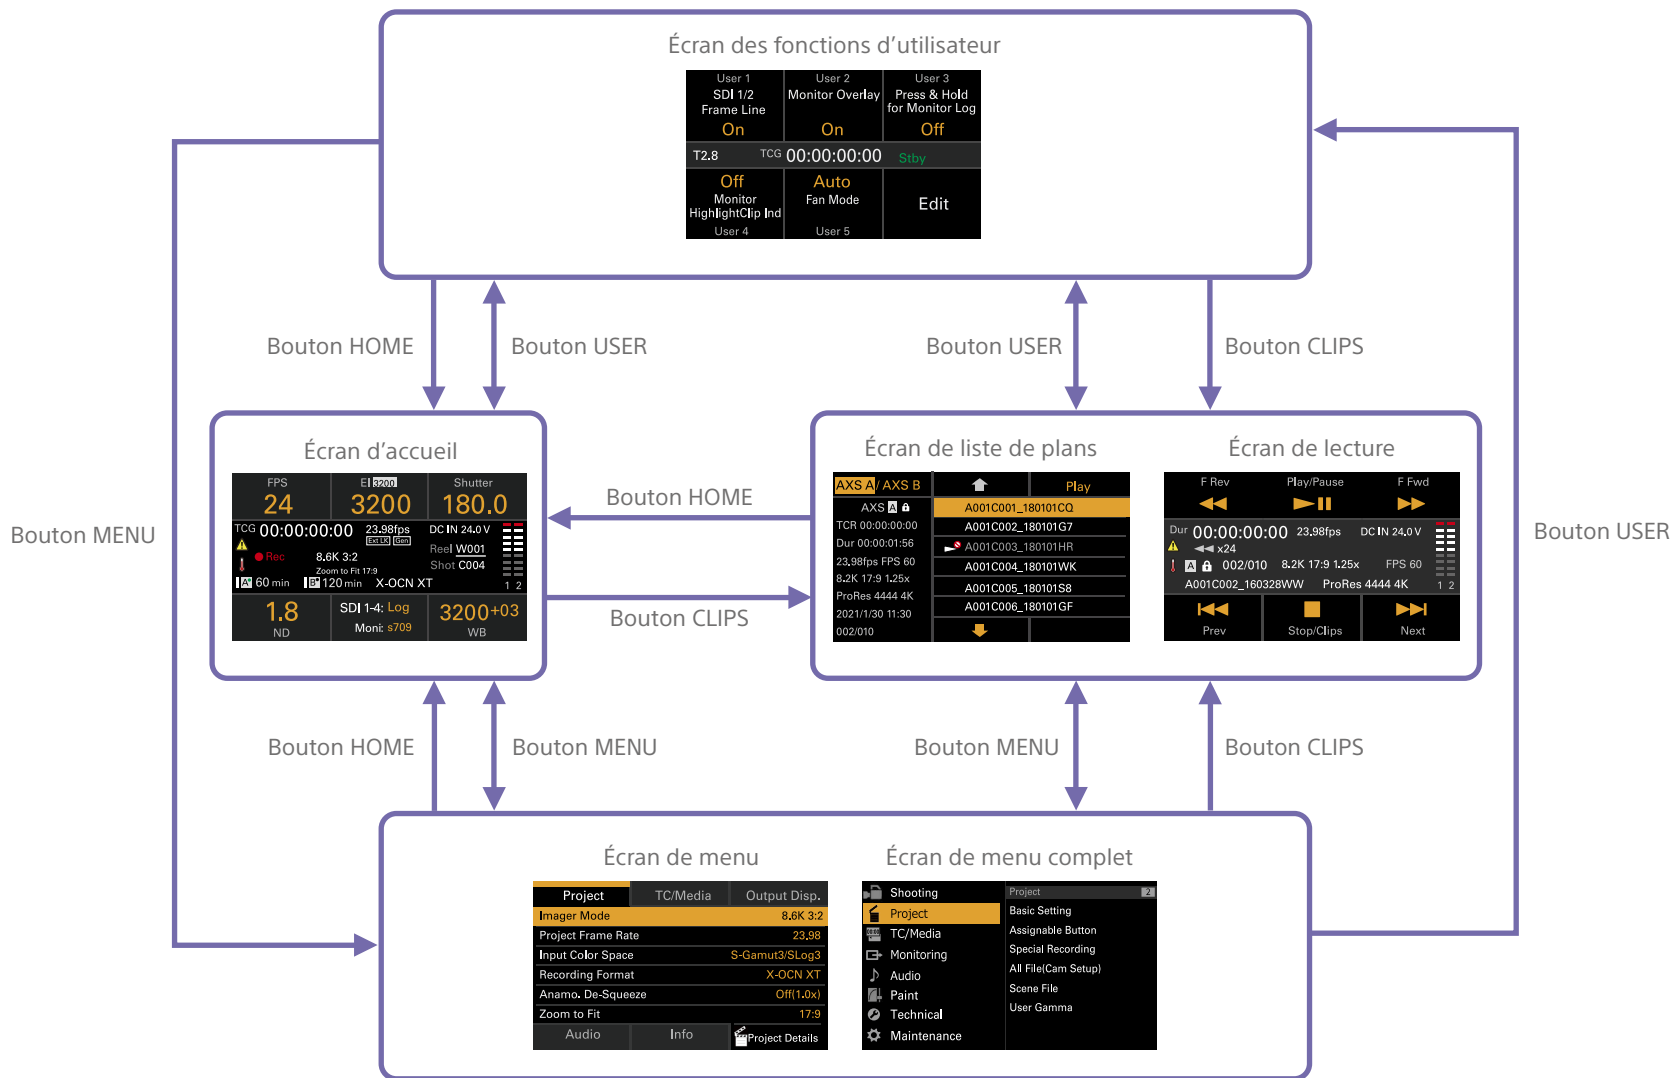 Écran des fonctions d’utilisateur
User 1
SDI 1/2
Frame Line
On
User 2
Monitor Overlay
On
User 3
Press & Hold
for Monitor Log
Off
T2.8 TCG 00:00:00:00 Stby
Off
Monitor
HighlightClip Ind
User 4
Auto
Fan Mode
User 5
Edit
Bouton HOME
Bouton USER
Bouton USER
Bouton CLIPS
Bouton MENU
Bouton USER
Écran d’accueil
FPS
24
EI 3200
3200
Shutter
180.0
TCG 00:00:00:00 23.98fps DC IN 24.0 V
Ext LK Gen
Rec
8.6K 3:2
Zoom to Fit 17:9
Reel W001
Shot C004
A 60 min B 120 min X-OCN XT
1 2
1.8
ND
SDI 1-4: Log
Moni: s709
3200+03
WB
Bouton HOME
Bouton CLIPS
Écran de liste de plans
AXS A / AXS B
Play
AXS A
TCR 00:00:00:00
Dur 00:00:01:56
23.98fps FPS 60
8.2K 17:9 1.25x
ProRes 4444 4K
2021/1/30 11:30
002/010
A001C001_180101CQ
A001C002_180101G7
A001C003_180101HR
A001C004_180101WK
A001C005_180101S8
A001C006_180101GF
Écran de lecture
F Rev
Play/Pause
F Fwd
Dur 00:00:00:00 23.98fps DC IN 24.0 V
x24
A 002/010 8.2K 17:9 1.25x FPS 60
A001C002_160328WW ProRes 4444 4K
1 2
Prev
Stop/Clips
Next
Bouton HOME
Bouton MENU
Bouton MENU
Bouton CLIPS
Écran de menu
Project
TC/Media
Output Disp.
Imager Mode 8.6K 3:2
Project Frame Rate 23.98
Input Color Space S-Gamut3/SLog3
Recording Format X-OCN XT
Anamo. De-Squeeze Off(1.0x)
Zoom to Fit 17:9
Audio
Info
Project Details
Écran de menu complet
Shooting
Project
TC/Media
Monitoring
Audio
Paint
Technical
Maintenance
Project 2
Basic Setting
Assignable Button
Special Recording
All File(Cam Setup)
Scene File
User Gamma